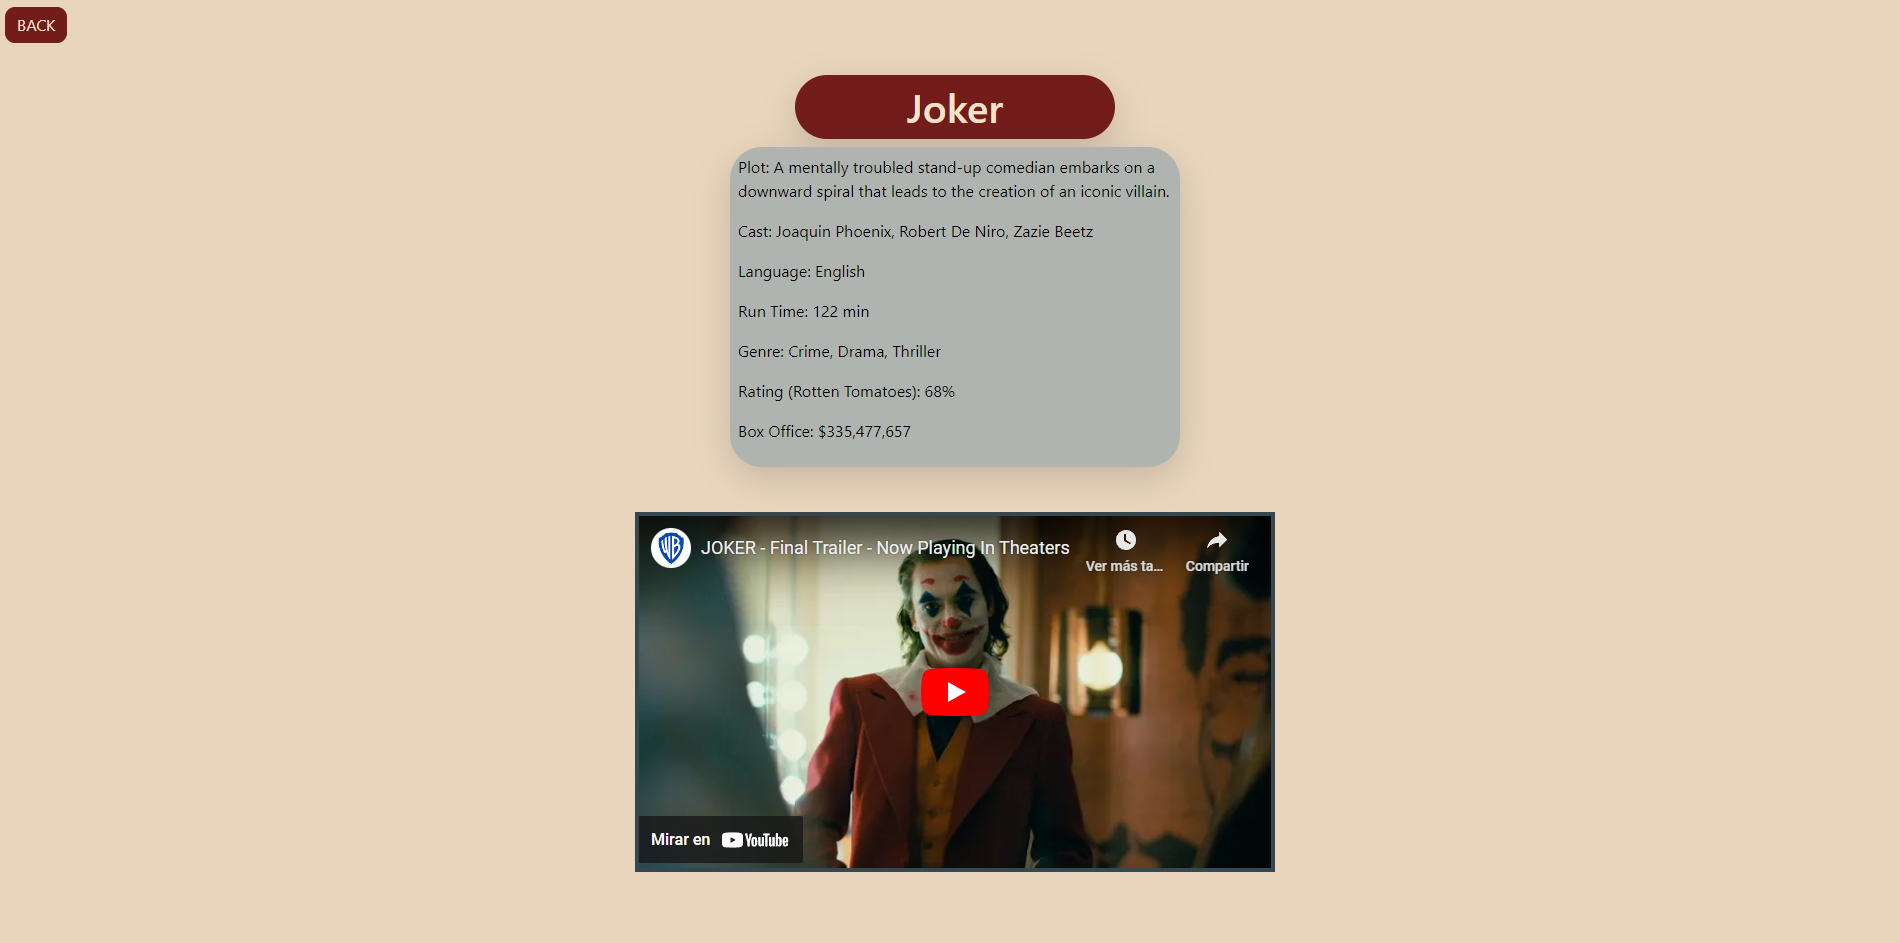 BACK
Joker
Plot: A mentally troubled stand-up comedian embarks on a
downward spiral that leads to the creation of an iconic villain.
Cast: Joaquin Phoenix, Robert De Niro, Zazie Beetz
Language: English
Run Time: 122 min
Genre: Crime, Drama, Thriller
Rating (Rotten Tomatoes): 68%
Box Office: $335,477,657
WB JOKER - Final Trailer - Now Playing In Theaters
Ver más ta... Compartir
Mirar en YouTube